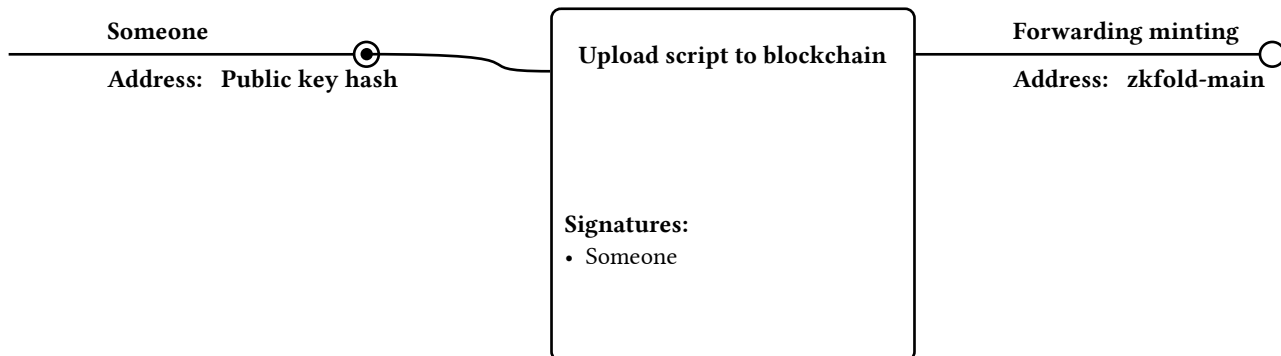 Someone
Address: Public key hash
Upload script to blockchain
Signatures:
• Someone
Forwarding minting
Address: zkfold-main